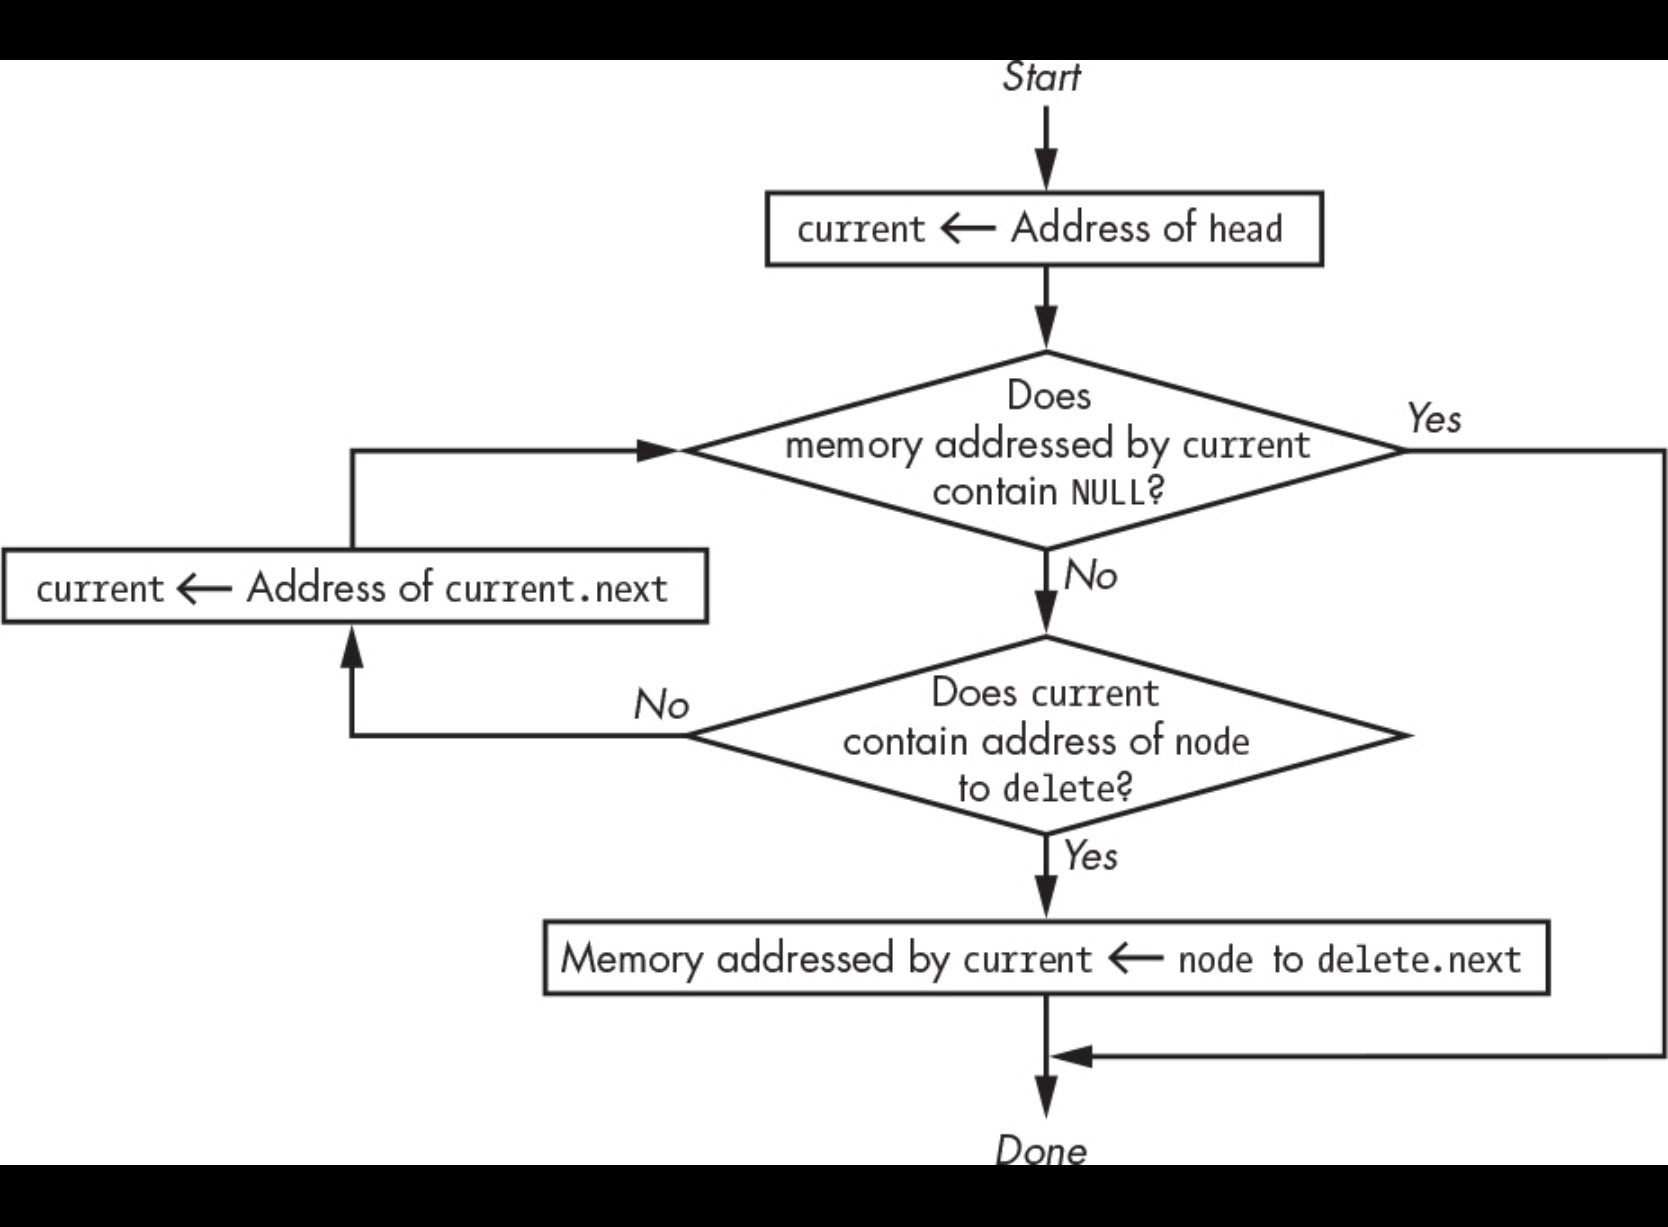 Start
current ← Address of head
Does
memory addressed by current
contain NULL?
Yes
No
current ← Address of current.next
Does current
contain address of node
to delete?
No
Yes
Memory addressed by current ← node to delete.next
Done